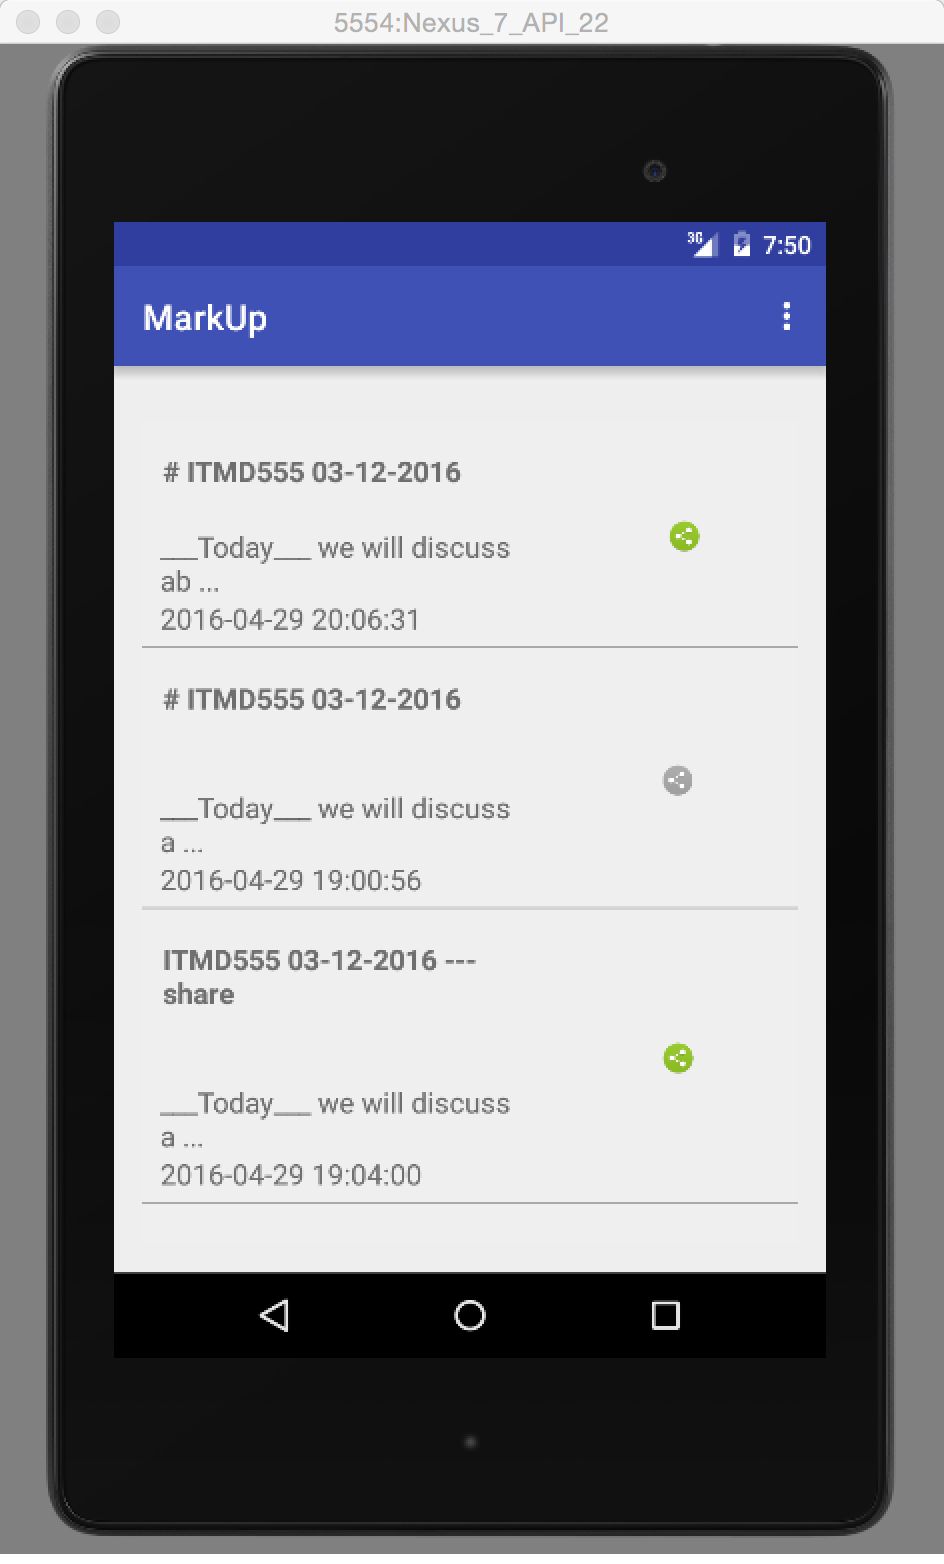 5554:Nexus_7_API_22
3G 7:50
MarkUp
# ITMD555 03-12-2016
___Today___ we will discuss
ab ...
2016-04-29 20:06:31
# ITMD555 03-12-2016
___Today___ we will discuss
a ...
2016-04-29 19:00:56
ITMD555 03-12-2016 ---
share
___Today___ we will discuss
a ...
2016-04-29 19:04:00